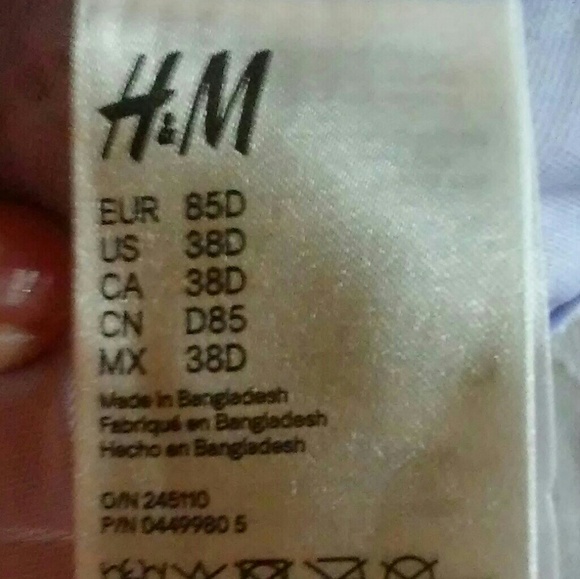 H&M
EUR 85D
US 38D
CA 38D
CN D85
MX 38D
Made in Bangladesh
Fabriqué en Bangladesh
Hecho en Bangladesh
O/N 245110
P/N 0449980 5